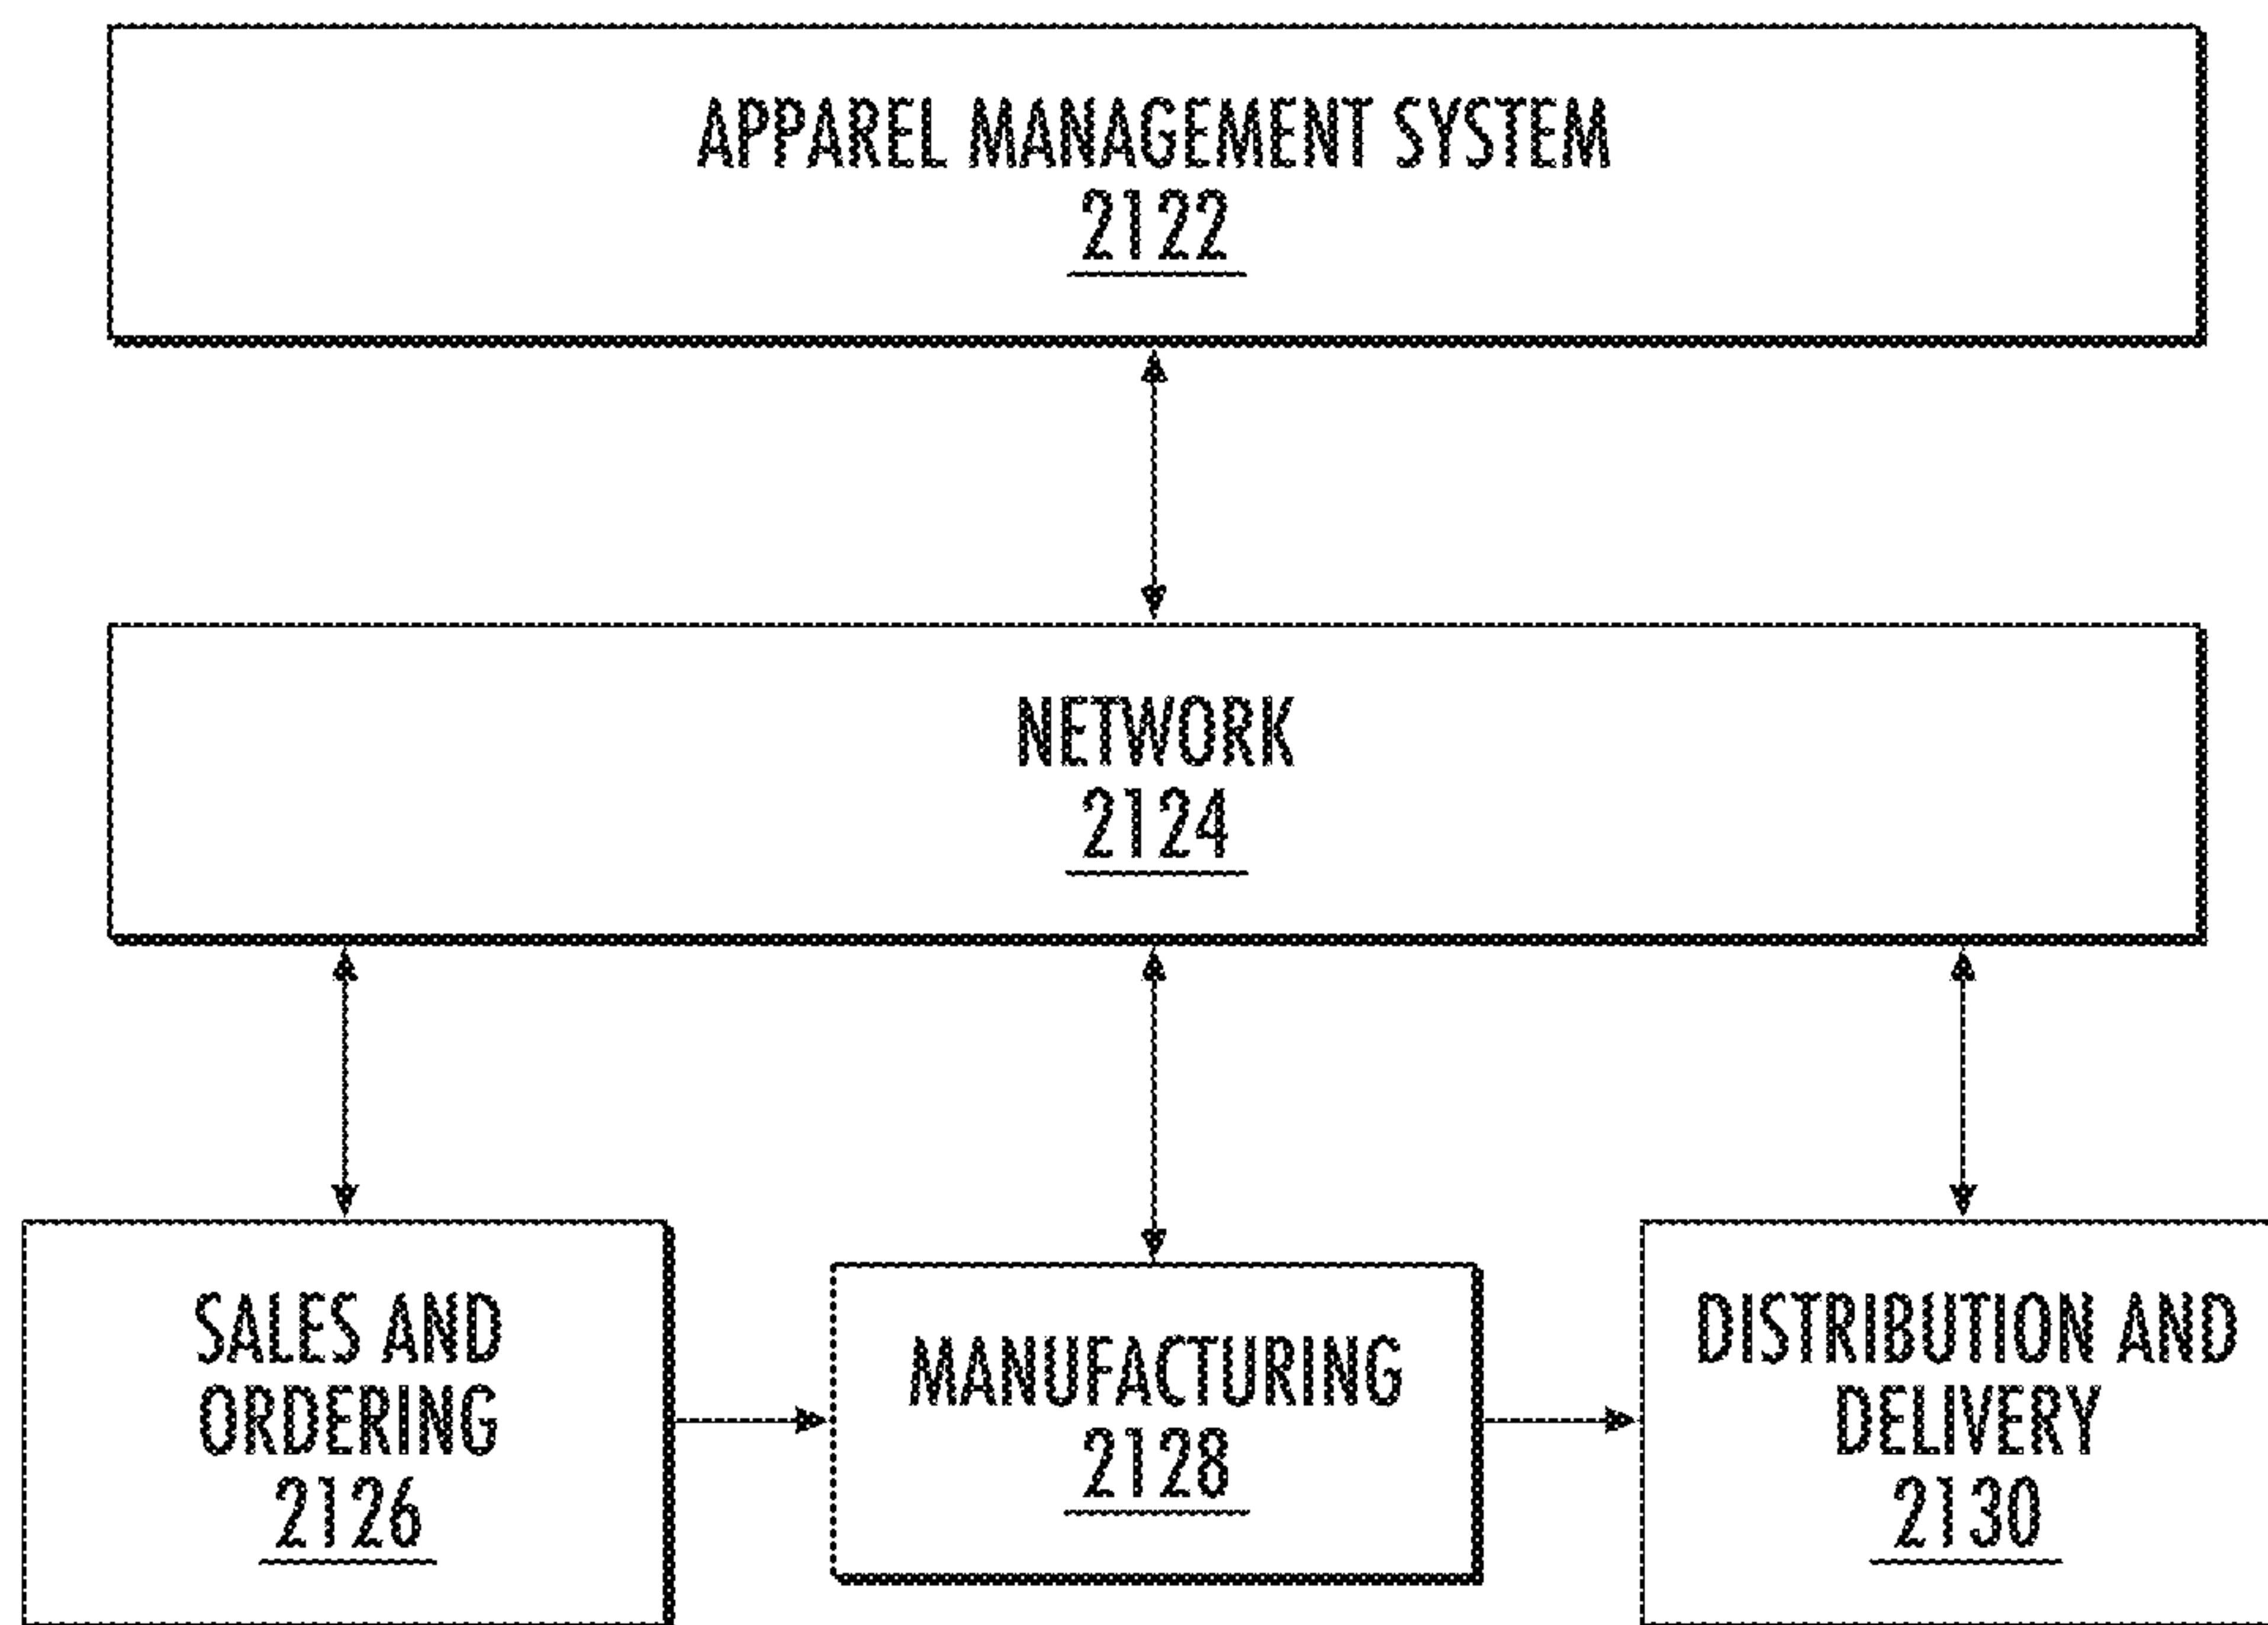 APPAREL MANAGEMENT SYSTEM
2122
NETWORK
2124
SALES AND
ORDERING
2126
MANUFACTURING
2128
DISTRIBUTION AND
DELIVERY
2130